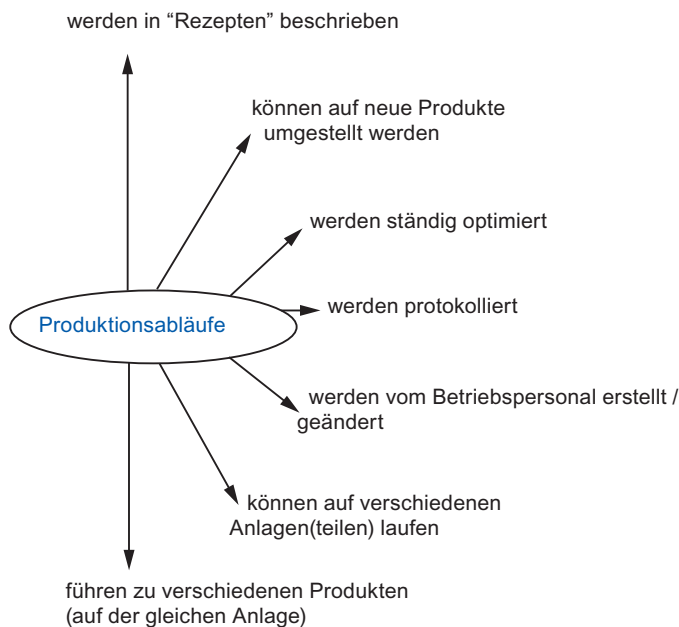 werden in “Rezepten” beschrieben
können auf neue Produkte
umgestellt werden
werden ständig optimiert
werden protokolliert
Produktionsabläufe
werden vom Betriebspersonal erstellt /
geändert
können auf verschiedenen
Anlagen(teilen) laufen
führen zu verschiedenen Produkten
(auf der gleichen Anlage)